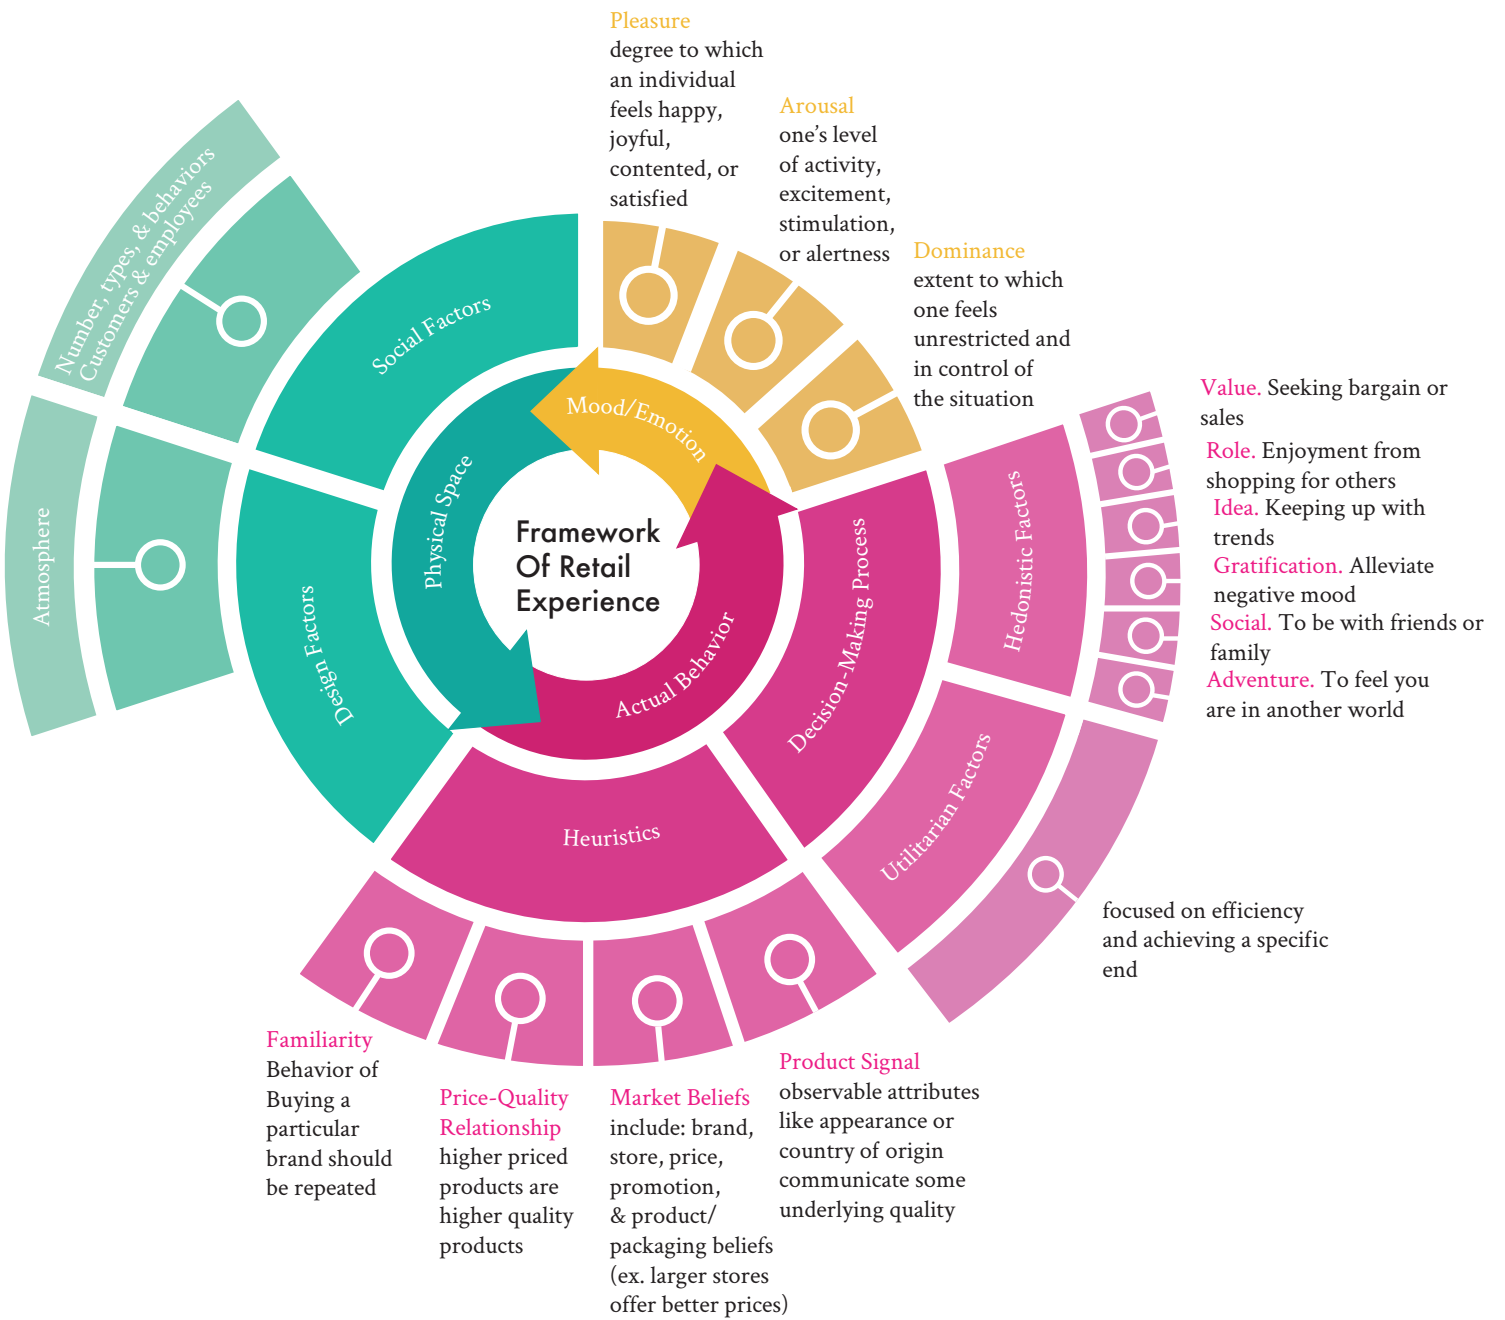 Pleasure
degree to which
an individual
feels happy,
joyful,
contented, or
satisfied
Arousal
one's level
of activity,
excitement,
stimulation,
or alertness
Dominance
extent to which
one feels
unrestricted and
in control of
the situation
Number, types, & behaviors
Customers & employees
Atmosphere
Social Factors
Design Factors
Mood/Emotion
Physical Space
Actual Behavior
Framework
Of Retail
Experience
Decision-Making Process
Heuristics
Hedonistic Factors
Utilitarian Factors
Value. Seeking bargain or
sales
Role. Enjoyment from
shopping for others
Idea. Keeping up with
trends
Gratification. Alleviate
negative mood
Social. To be with friends or
family
Adventure. To feel you
are in another world
focused on efficiency
and achieving a specific
end
Familiarity
Behavior of
Buying a
particular
brand should
be repeated
Price-Quality
Relationship
higher priced
products are
higher quality
products
Market Beliefs
include: brand,
store, price,
promotion,
& product/
packaging beliefs
(ex. larger stores
offer better prices)
Product Signal
observable attributes
like appearance or
country of origin
communicate some
underlying quality